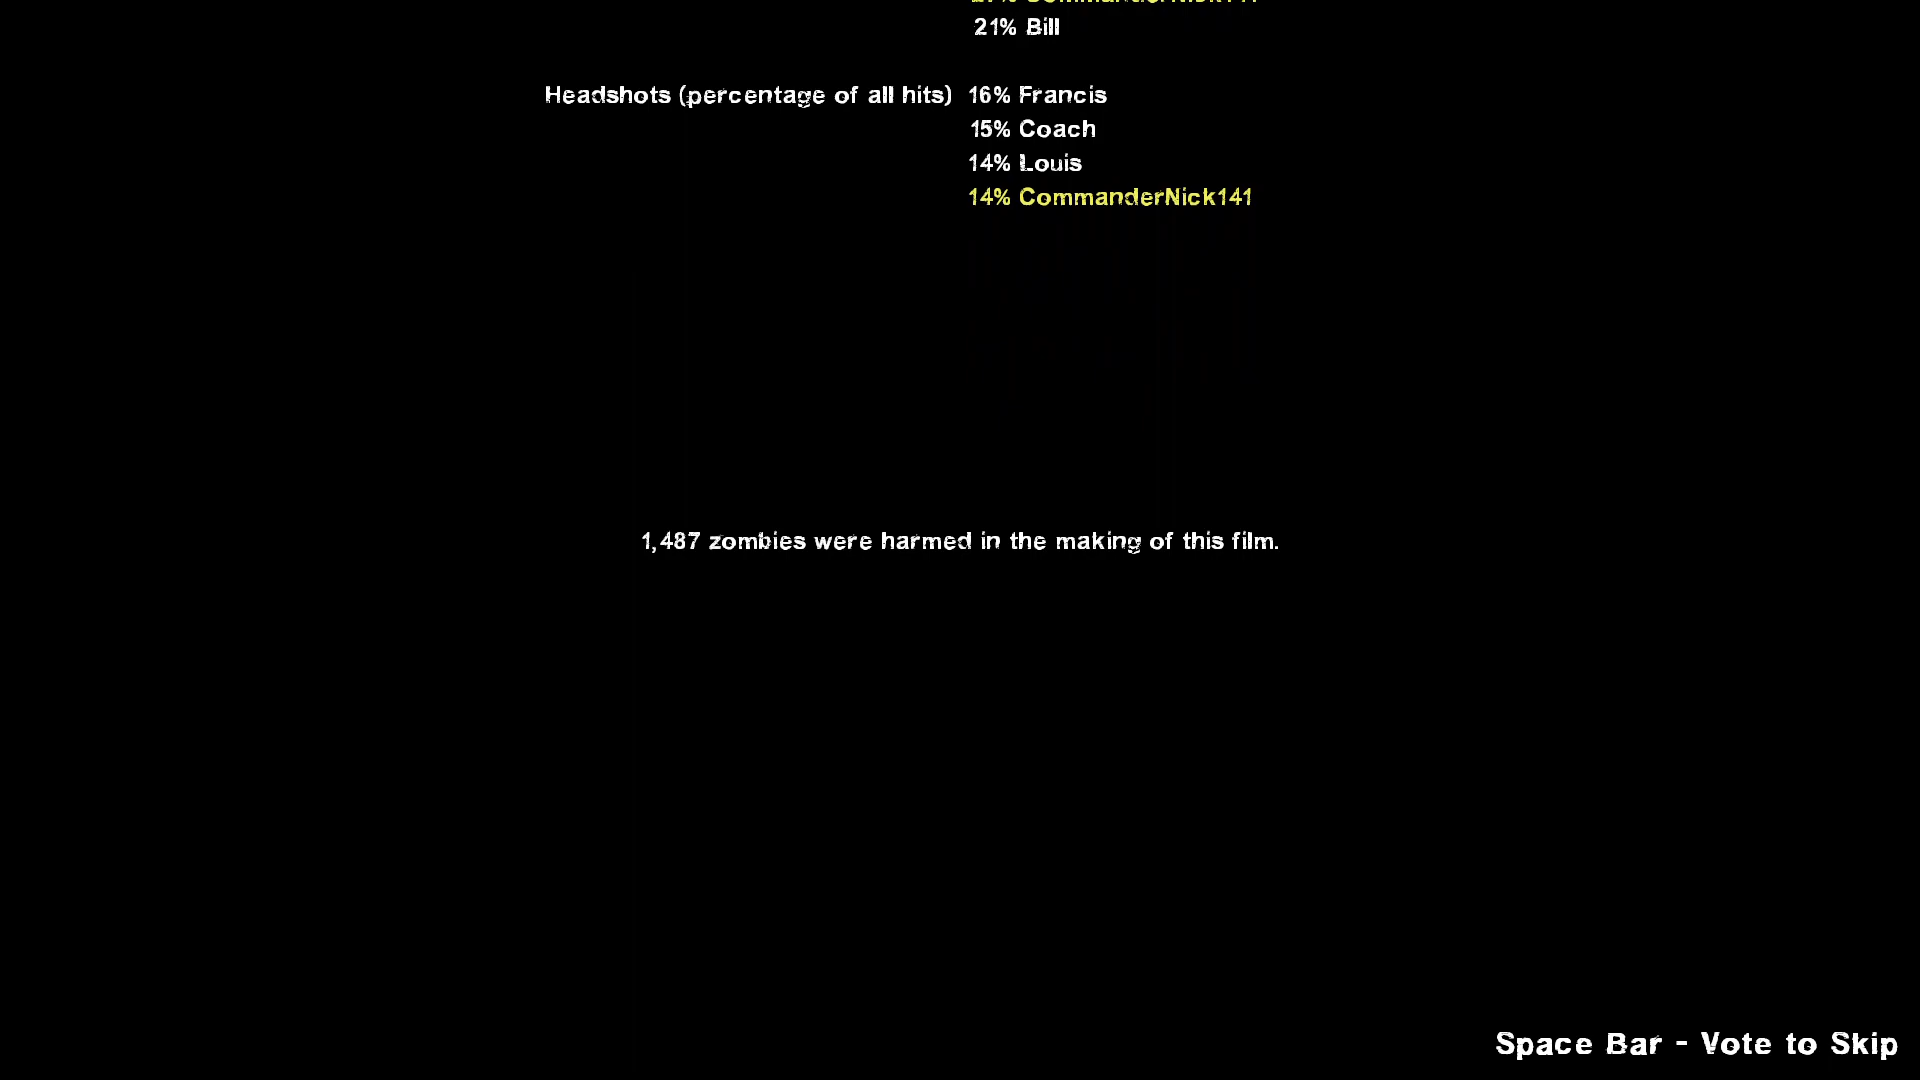 CommanderNick141
21% Bill
Headshots (percentage of all hits) 16% Francis
15% Coach
14% Louis
14% CommanderNick141
1,487 zombies were harmed in the making of this film.
Space Bar - Vote to Skip